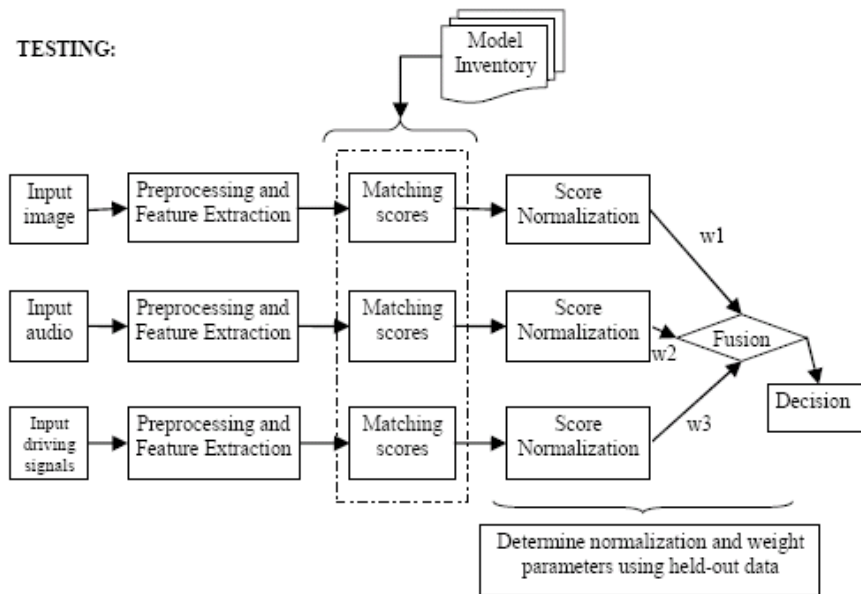 TESTING:
Model
Inventory
Input
image
Preprocessing and
Feature Extraction
Matching
scores
Score
Normalization
w1
Input
audio
Preprocessing and
Feature Extraction
Matching
scores
Score
Normalization
w2
Fusion
Decision
Input
driving
signals
Preprocessing and
Feature Extraction
Matching
scores
Score
Normalization
w3
Determine normalization and weight
parameters using held-out data